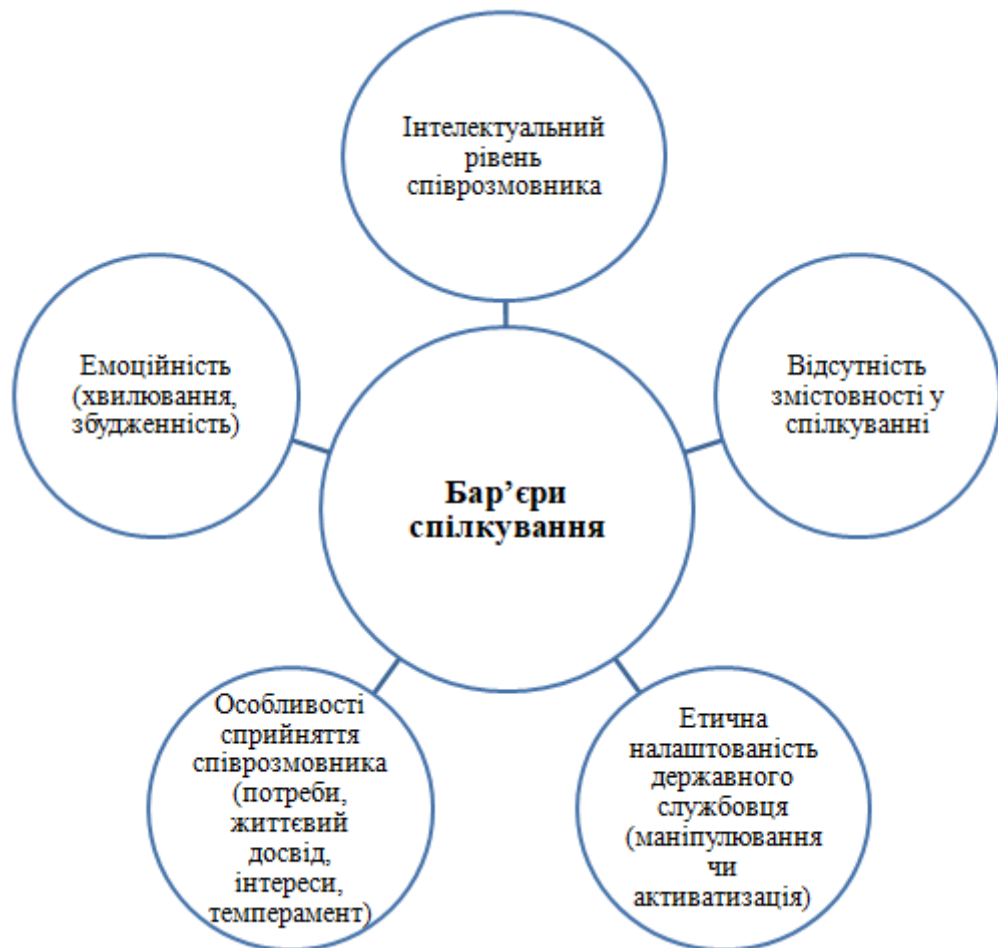 Інтелектуальний
рівень
співрозмовника
Емоційність
(хвилювання,
збудженність)
Відсутність
змістовності у
спілкуванні
Бар’єри
спілкування
Особливості
сприйняття
співрозмовника
(потреби,
життєвий
досвід,
інтереси,
темперамент)
Етична
налаштованість
державного
службовця
(маніпулювання
чи
активатизація)